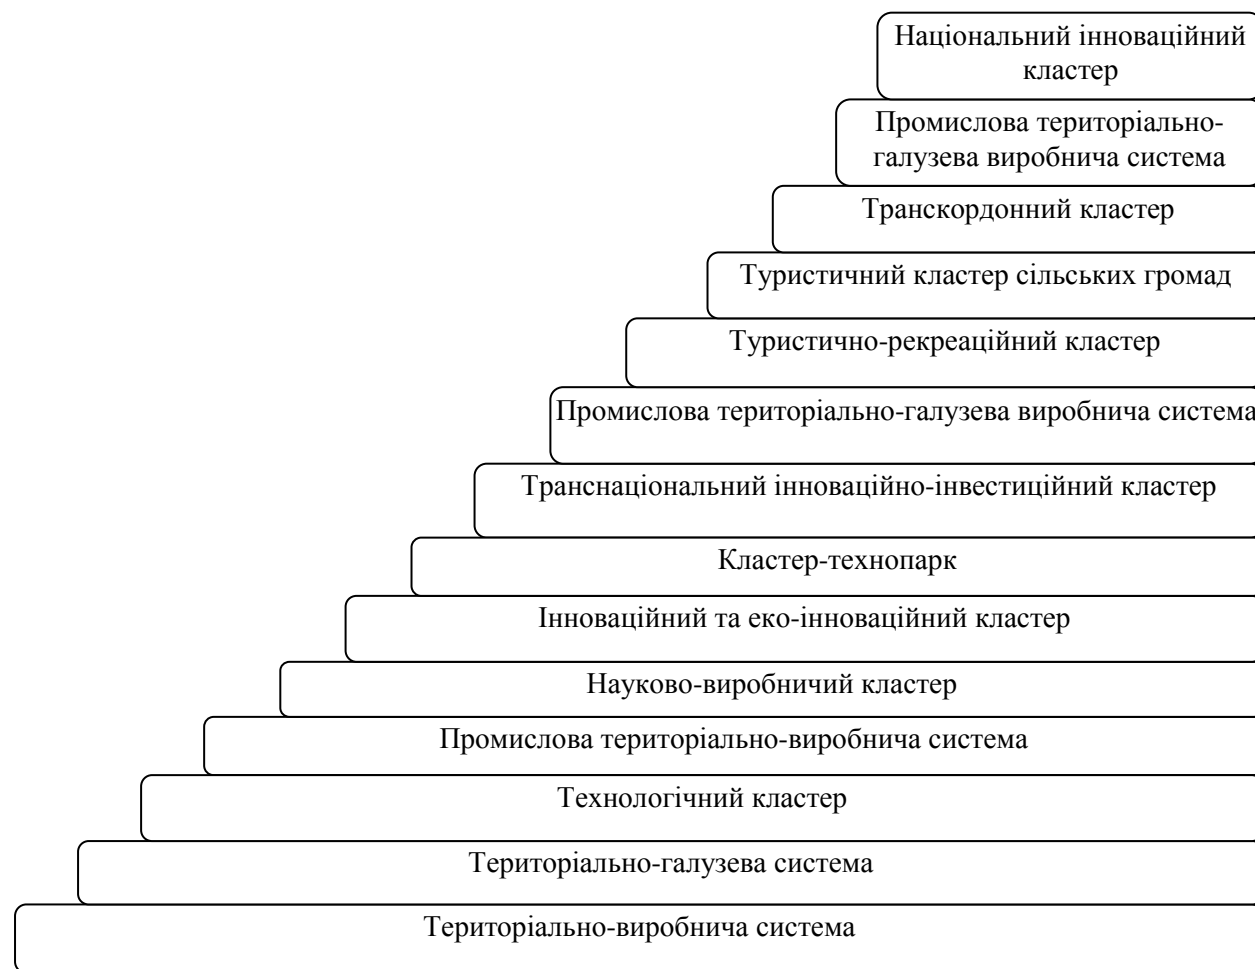 Національний інноваційний
кластер
Промислова територіально-
галузева виробнича система
Транскордонний кластер
Туристичний кластер сільських громад
Туристично-рекреаційний кластер
Промислова територіально-галузева виробнича система
Транснаціональний інноваційно-інвестиційний кластер
Кластер-технопарк
Інноваційний та еко-інноваційний кластер
Науково-виробничий кластер
Промислова територіально-виробнича система
Технологічний кластер
Територіально-галузева система
Територіально-виробнича система